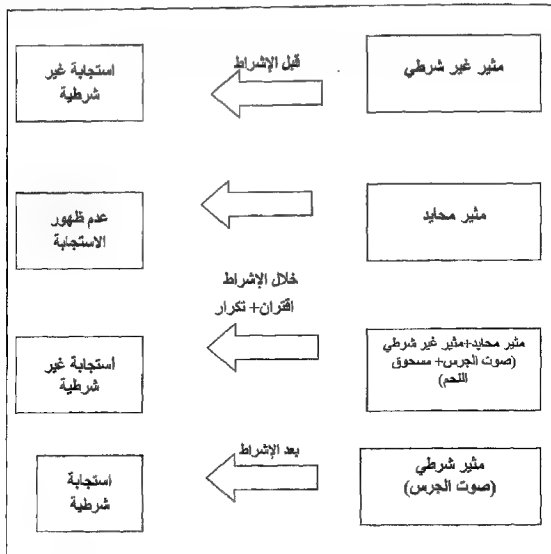 مثير غير شرطي
قبل الإشراط
استجابة غير
شرطية
مثير محايد
عدم ظهور
الاستجابة
خلال الإشراط
اقتران+ تكرار
مثير محايد+مثير غير شرطي
(صوت الجرس+ مسحوق
اللحم)
استجابة غير
شرطية
مثير شرطي
(صوت الجرس)
بعد الإشراط
استجابة
شرطية